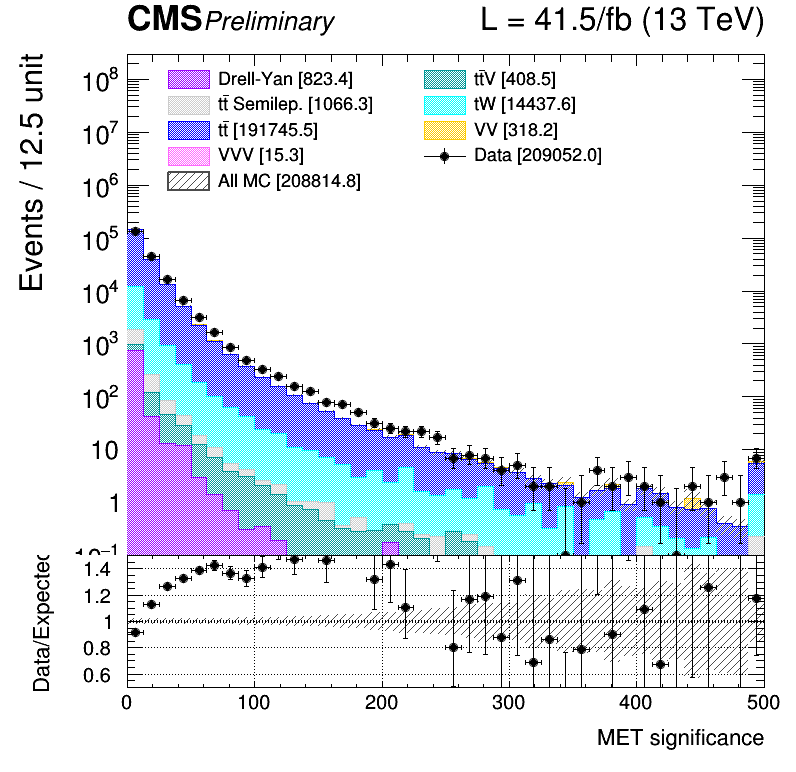 CMS Preliminary L = 41.5/fb (13 TeV)
Events / 12.5 unit
Drell-Yan [823.4]
tt̄V [408.5]
tt̄ Semilep. [1066.3]
tW [14437.6]
tt̄ [191745.5]
VV [318.2]
VVV [15.3]
Data [209052.0]
All MC [208814.8]
10⁸
10⁷
10⁶
10⁵
10⁴
10³
10²
10
1
10⁻¹
Data/Expected
1.4
1.2
1
0.8
0.6
0 100 200 300 400 500
MET significance